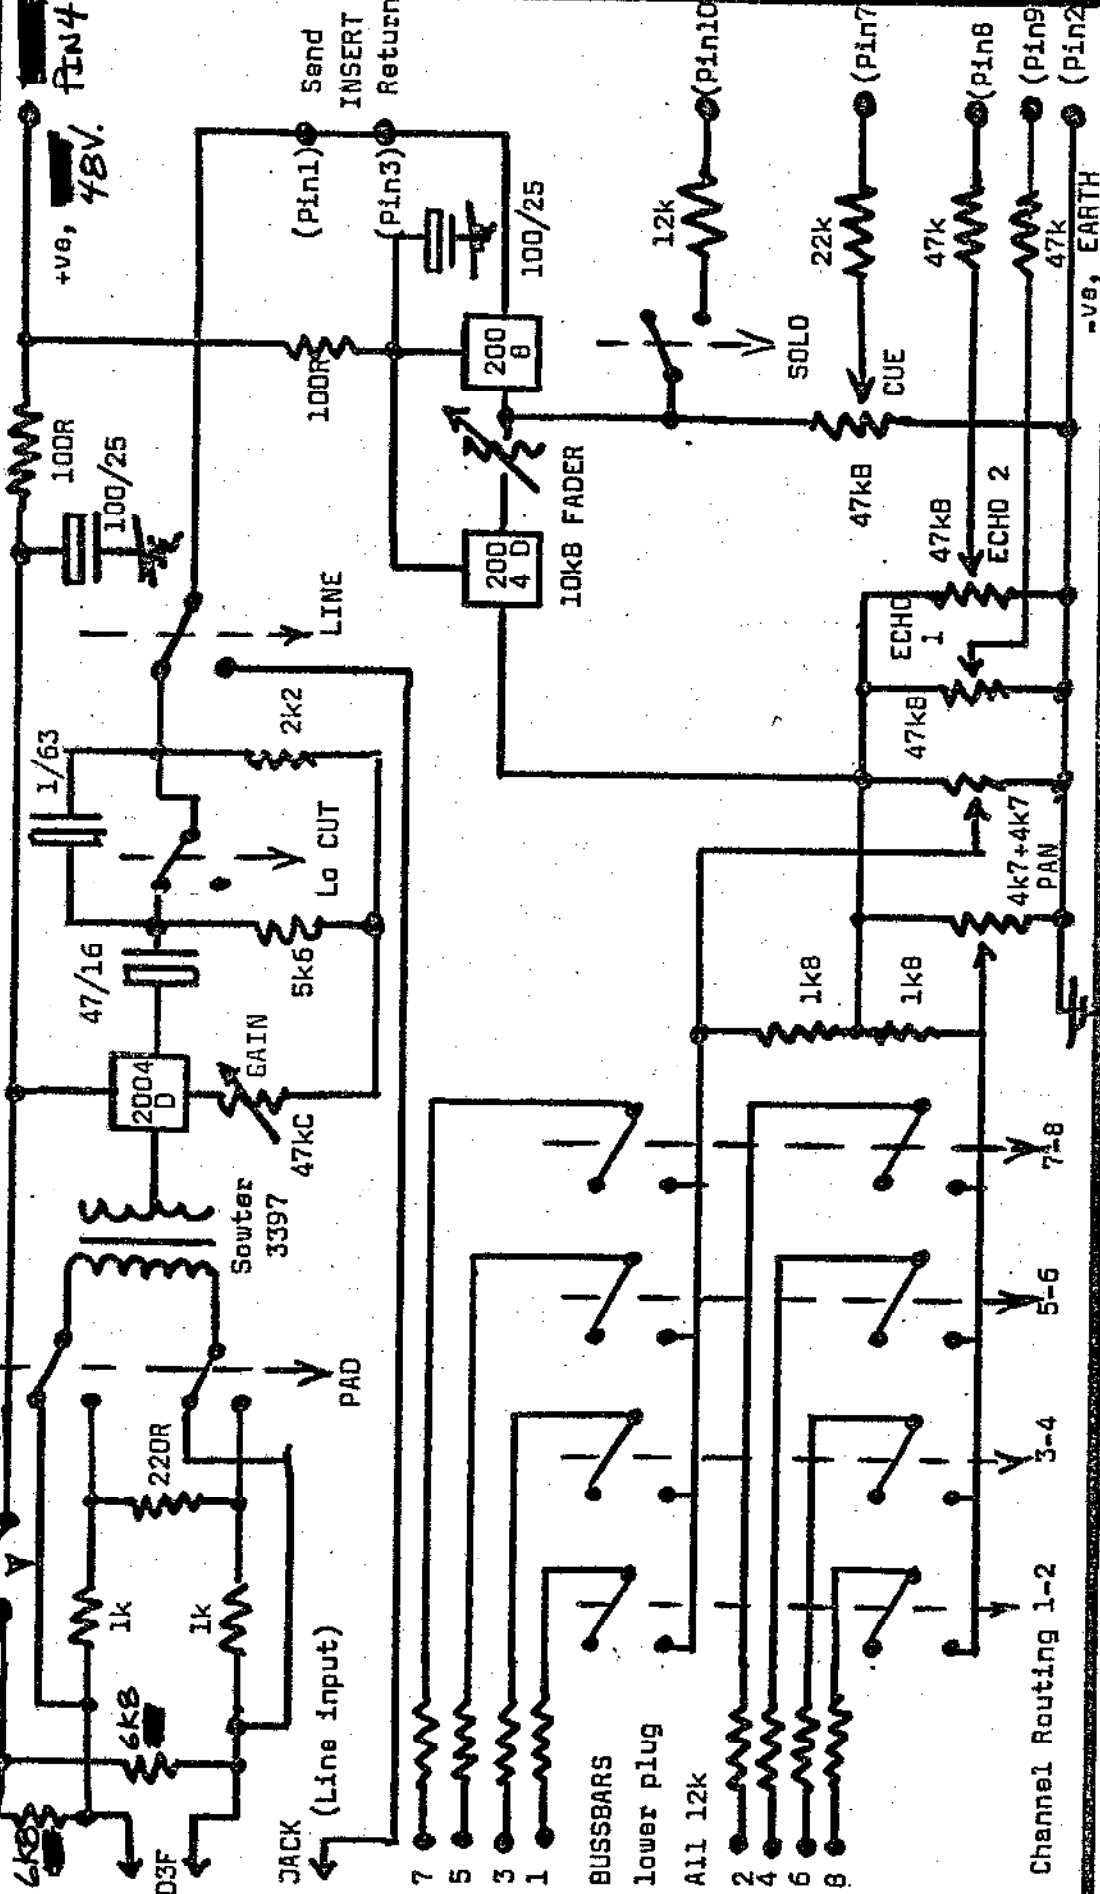 6k8
6k8
D3F
1k
1k
220R
PAD
A
Sowter
3397
2004
D
GAIN
47kC
47/16
5k6
1/63
Lo CUT
2k2
LINE
100R
100/25
+ve,
48V.
PIN4
(Pin1)
Send
INSERT
(Pin3)
Return
100R
100/25
200
8
200
4 D
10kB FADER
JACK
(Line input)
7
5
3
1
BUSSBARS
lower plug
All 12k
2
4
6
8
Channel Routing 1-2
3-4
5-6
7-8
1k8
1k8
4k7+4k7
PAN
47kB
ECHO
1
47kB
ECHO 2
47kB
CUE
SOLO
12k
(Pin10
22k
(Pin7
47k
(Pin8
47k
(Pin9
(Pin2
-ve, EARTH